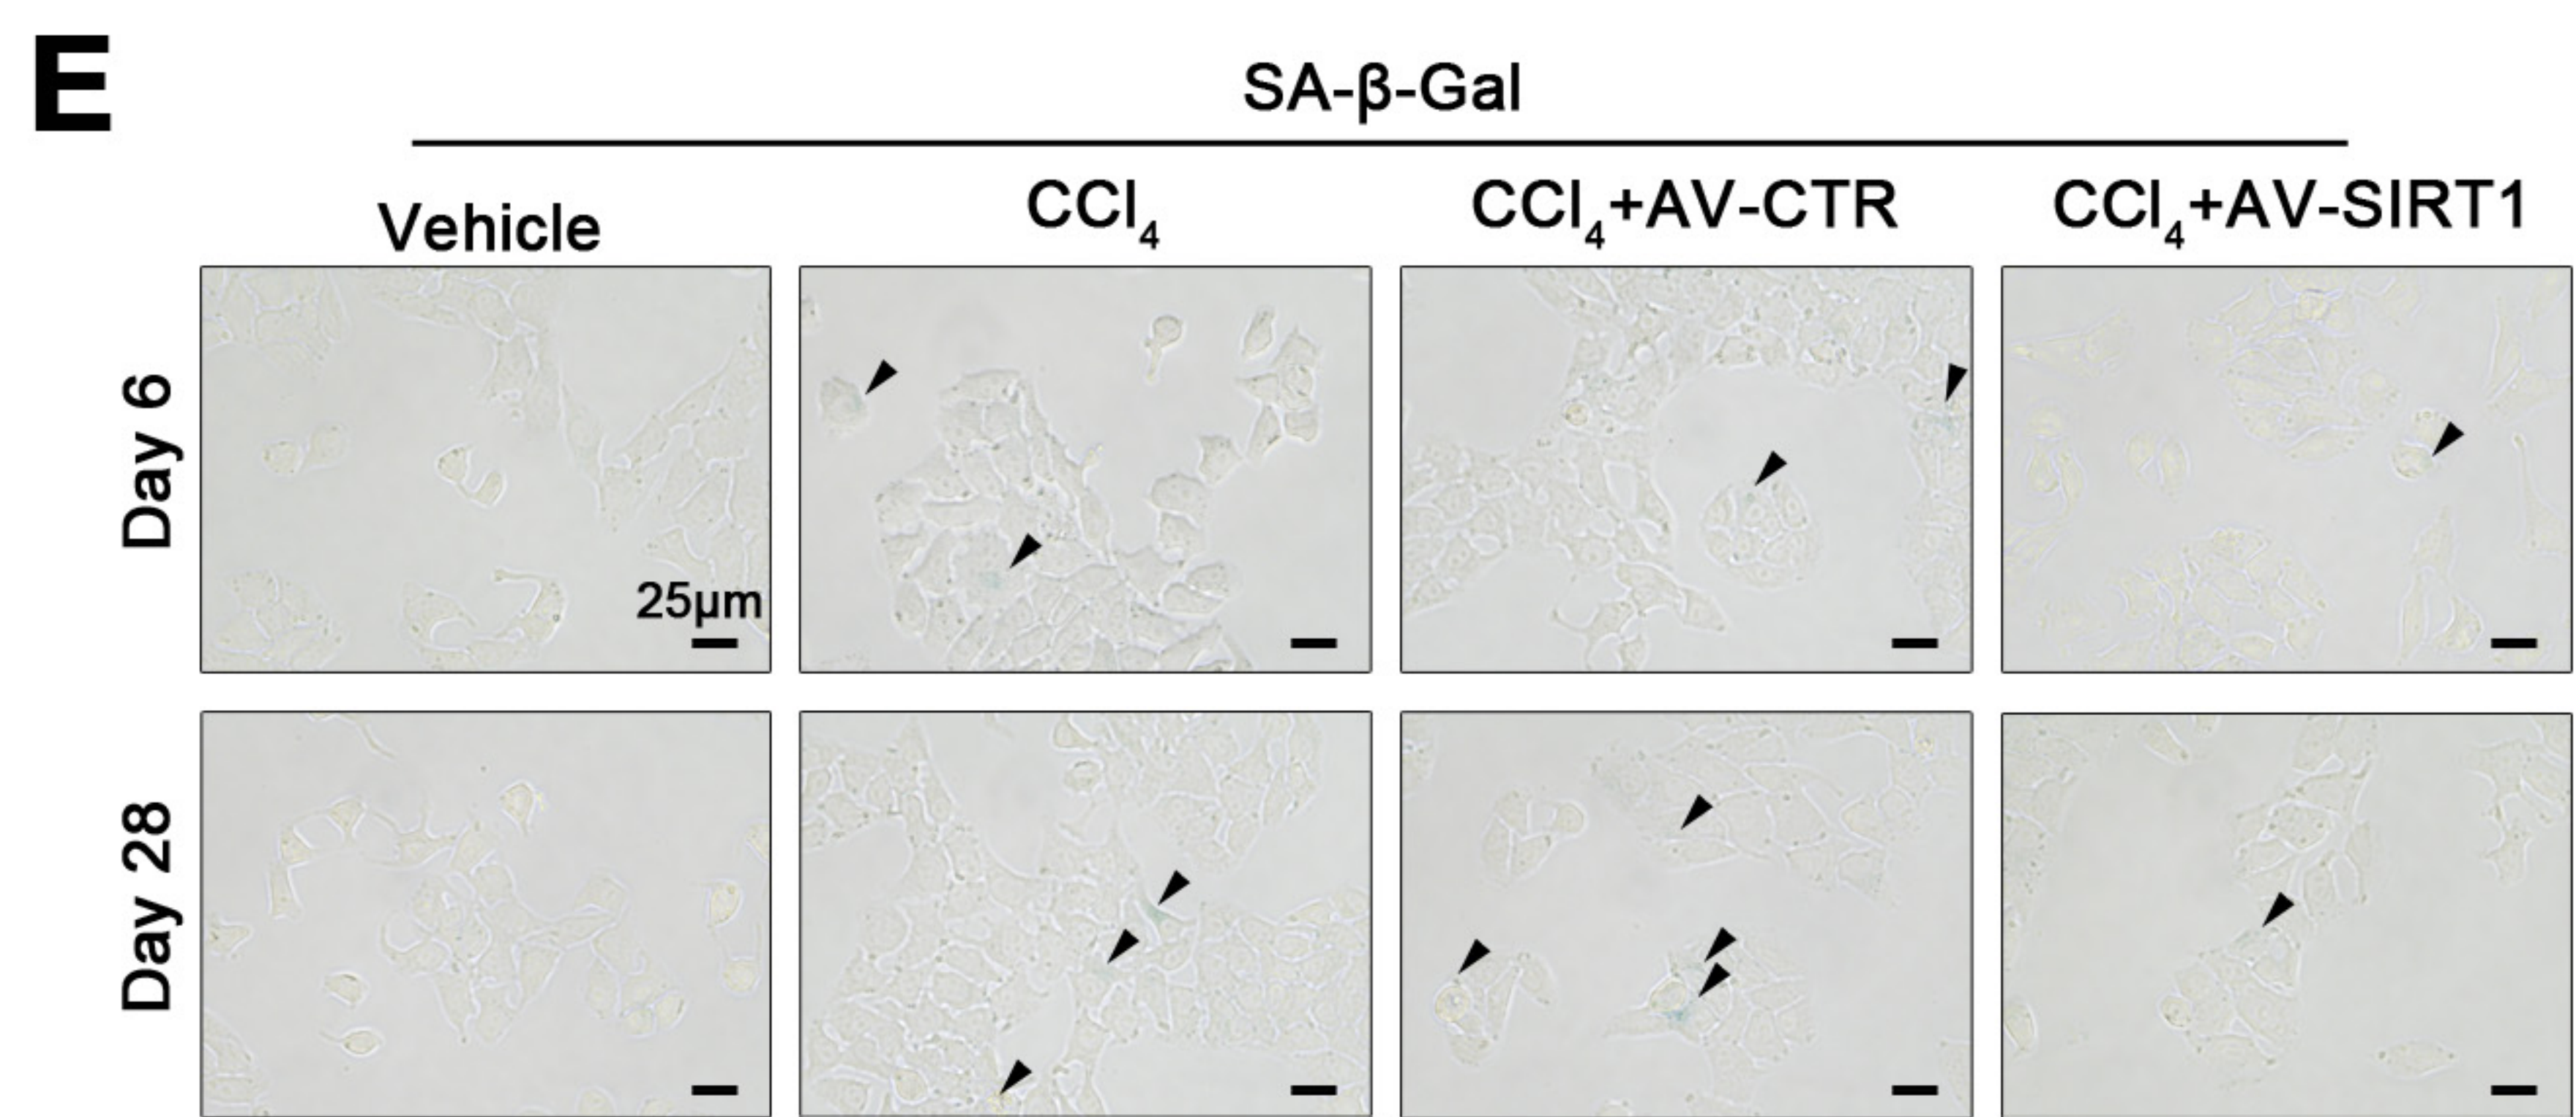 E
SA-β-Gal
Vehicle
CCl₄
CCl₄+AV-CTR
CCl₄+AV-SIRT1
Day 6
25µm
Day 28